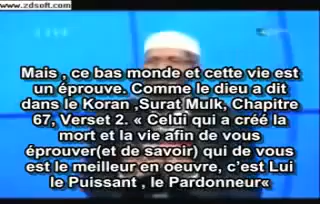 www.zdsoft.com
Mais , ce bas monde et cette vie est
un éprouve. Comme le dieu a dit
dans le Koran ,Surat Mulk, Chapitre
67, Verset 2. « Celui qui a créé la
mort et la vie afin de vous
éprouver(et de savoir) qui de vous
est le meilleur en oeuvre, c’est Lui
le Puissant , le Pardonneur«